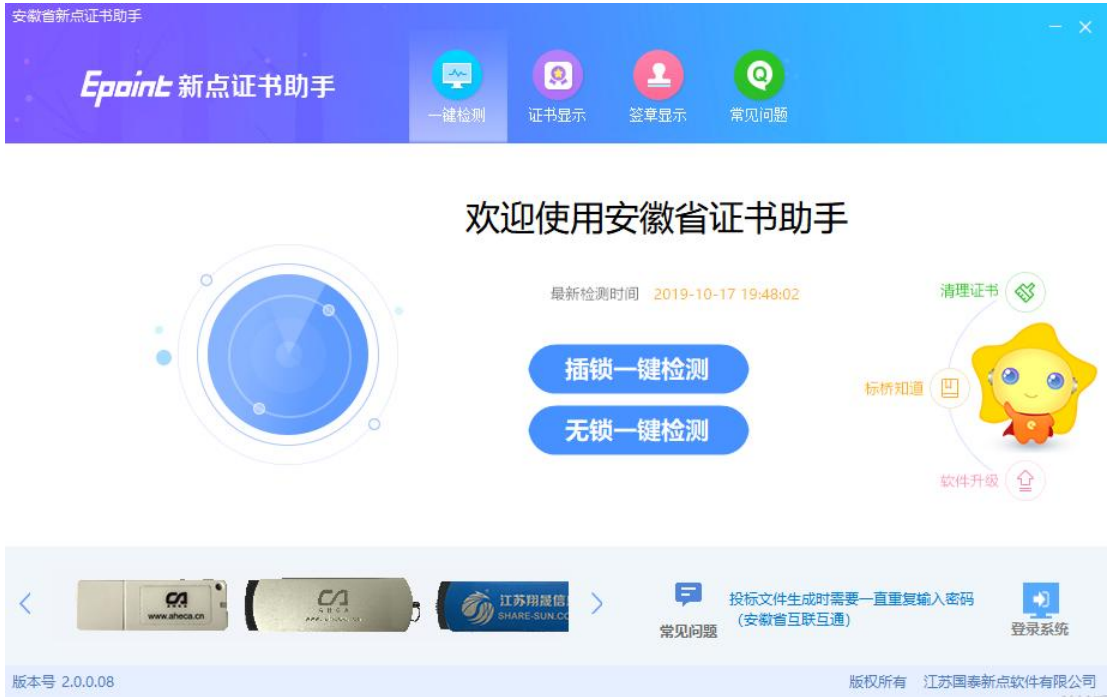 安徽省新点证书助手
Epoint 新点证书助手
一键检测
证书显示
签章显示
常见问题
欢迎使用安徽省证书助手
最新检测时间 2019-10-17 19:48:02
清理证书
插锁一键检测
标桥知道
无锁一键检测
软件升级
www.aheca.cn
AHECA
江苏翔晟信
SHARE-SUN.CO
常见问题
投标文件生成时需要一直重复输入密码
(安徽省互联互通)
登录系统
版本号 2.0.0.08
版权所有 江苏国泰新点软件有限公司